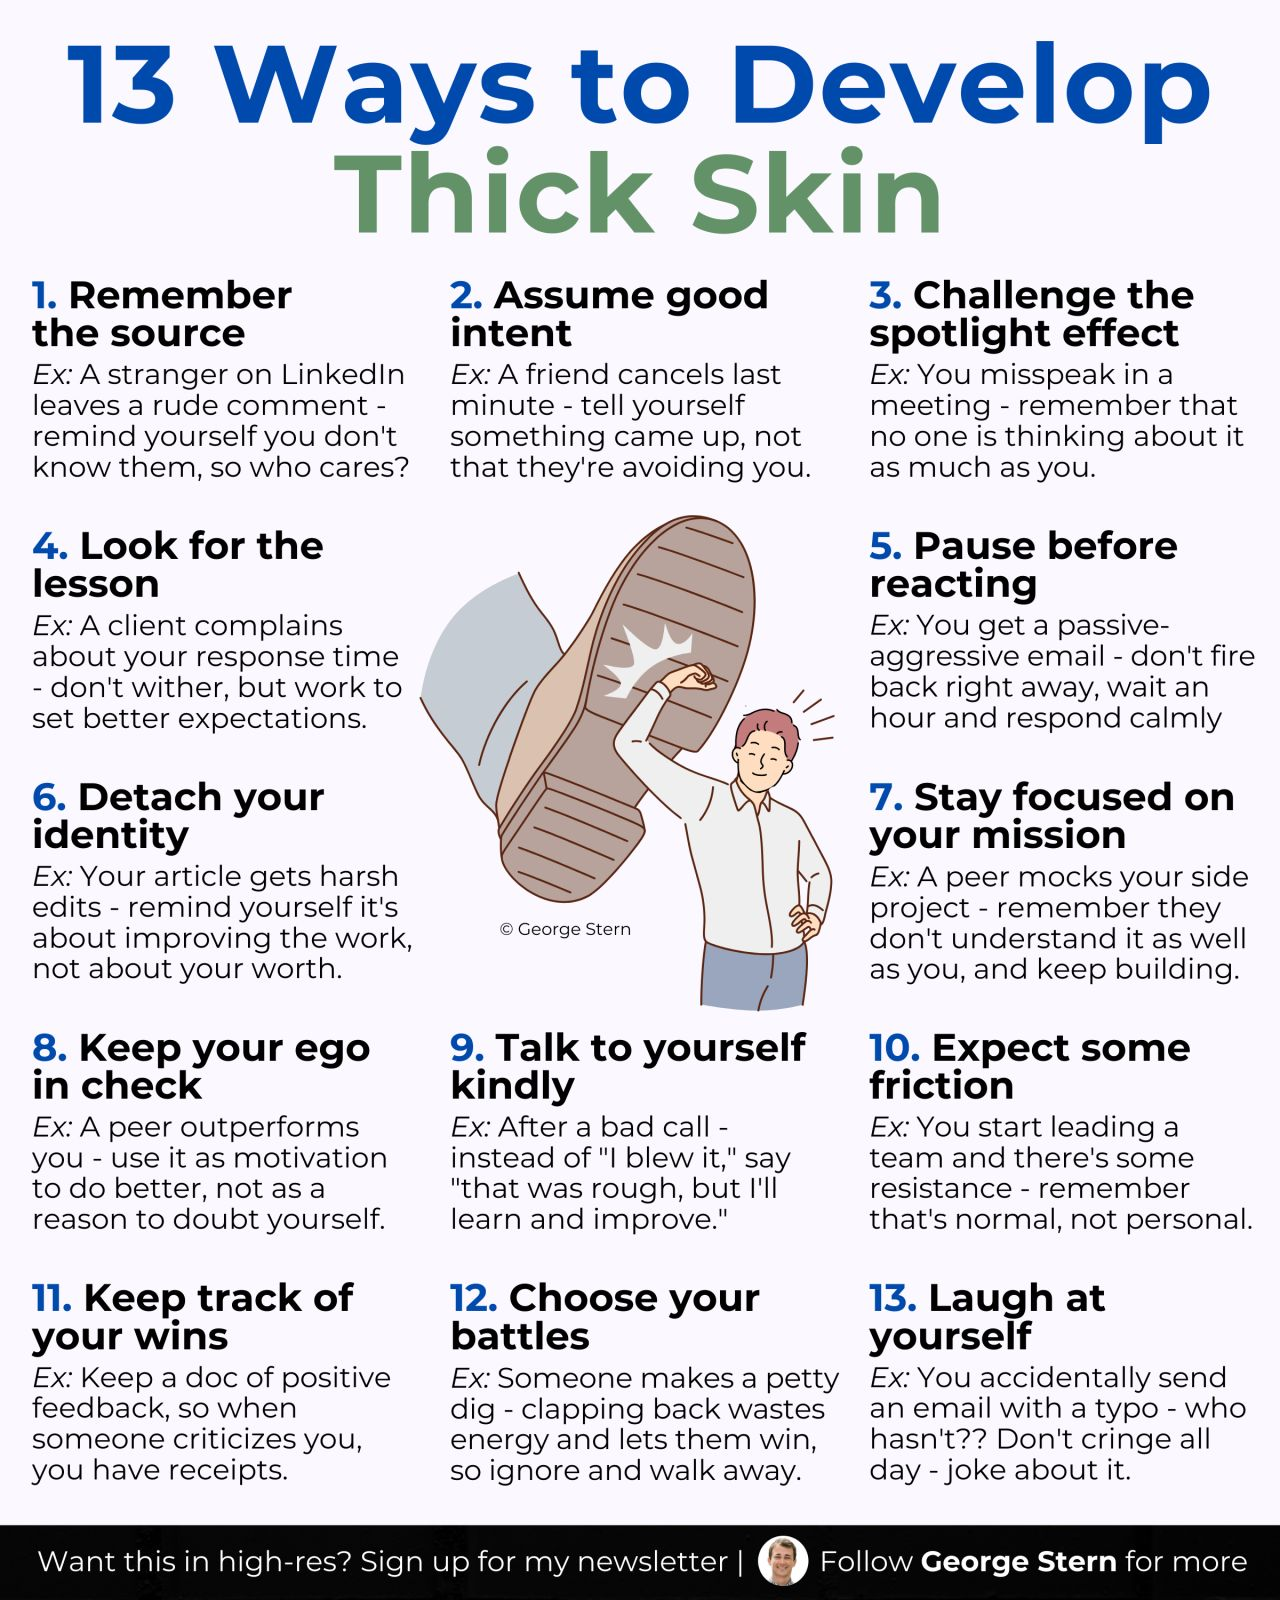 13 Ways to Develop
Thick Skin
1. Remember
the source
Ex: A stranger on LinkedIn
leaves a rude comment -
remind yourself you don't
know them, so who cares?
2. Assume good
intent
Ex: A friend cancels last
minute - tell yourself
something came up, not
that they're avoiding you.
3. Challenge the
spotlight effect
Ex: You misspeak in a
meeting - remember that
no one is thinking about it
as much as you.
4. Look for the
lesson
Ex: A client complains
about your response time
- don't wither, but work to
set better expectations.
5. Pause before
reacting
Ex: You get a passive-
aggressive email - don't fire
back right away, wait an
hour and respond calmly
6. Detach your
identity
Ex: Your article gets harsh
edits - remind yourself it's
about improving the work,
not about your worth.
© George Stern
7. Stay focused on
your mission
Ex: A peer mocks your side
project - remember they
don't understand it as well
as you, and keep building.
8. Keep your ego
in check
Ex: A peer outperforms
you - use it as motivation
to do better, not as a
reason to doubt yourself.
9. Talk to yourself
kindly
Ex: After a bad call -
instead of "I blew it," say
"that was rough, but I'll
learn and improve."
10. Expect some
friction
Ex: You start leading a
team and there's some
resistance - remember
that's normal, not personal.
11. Keep track of
your wins
Ex: Keep a doc of positive
feedback, so when
someone criticizes you,
you have receipts.
12. Choose your
battles
Ex: Someone makes a petty
dig - clapping back wastes
energy and lets them win,
so ignore and walk away.
13. Laugh at
yourself
Ex: You accidentally send
an email with a typo - who
hasn't?? Don't cringe all
day - joke about it.
Want this in high-res? Sign up for my newsletter | Follow George Stern for more